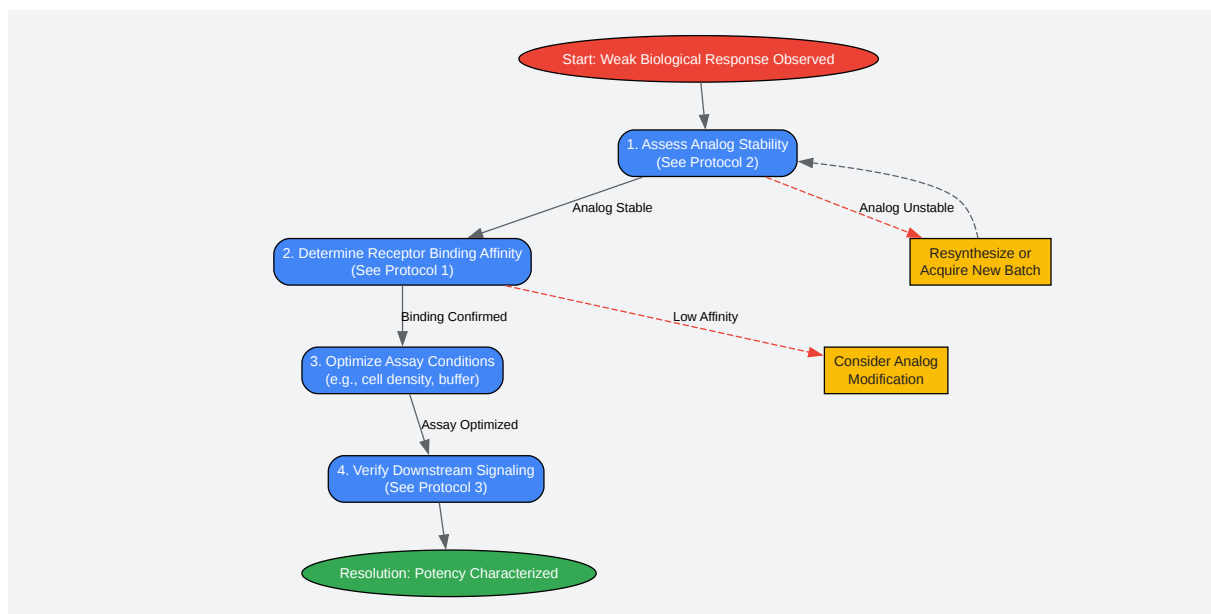 Start: Weak Biological Response Observed
1. Assess Analog Stability
(See Protocol 2)
Analog Stable
Analog Unstable
2. Determine Receptor Binding Affinity
(See Protocol 1)
Resynthesize or
Acquire New Batch
Binding Confirmed
Low Affinity
3. Optimize Assay Conditions
(e.g., cell density, buffer)
Consider Analog
Modification
Assay Optimized
4. Verify Downstream Signaling
(See Protocol 3)
Resolution: Potency Characterized